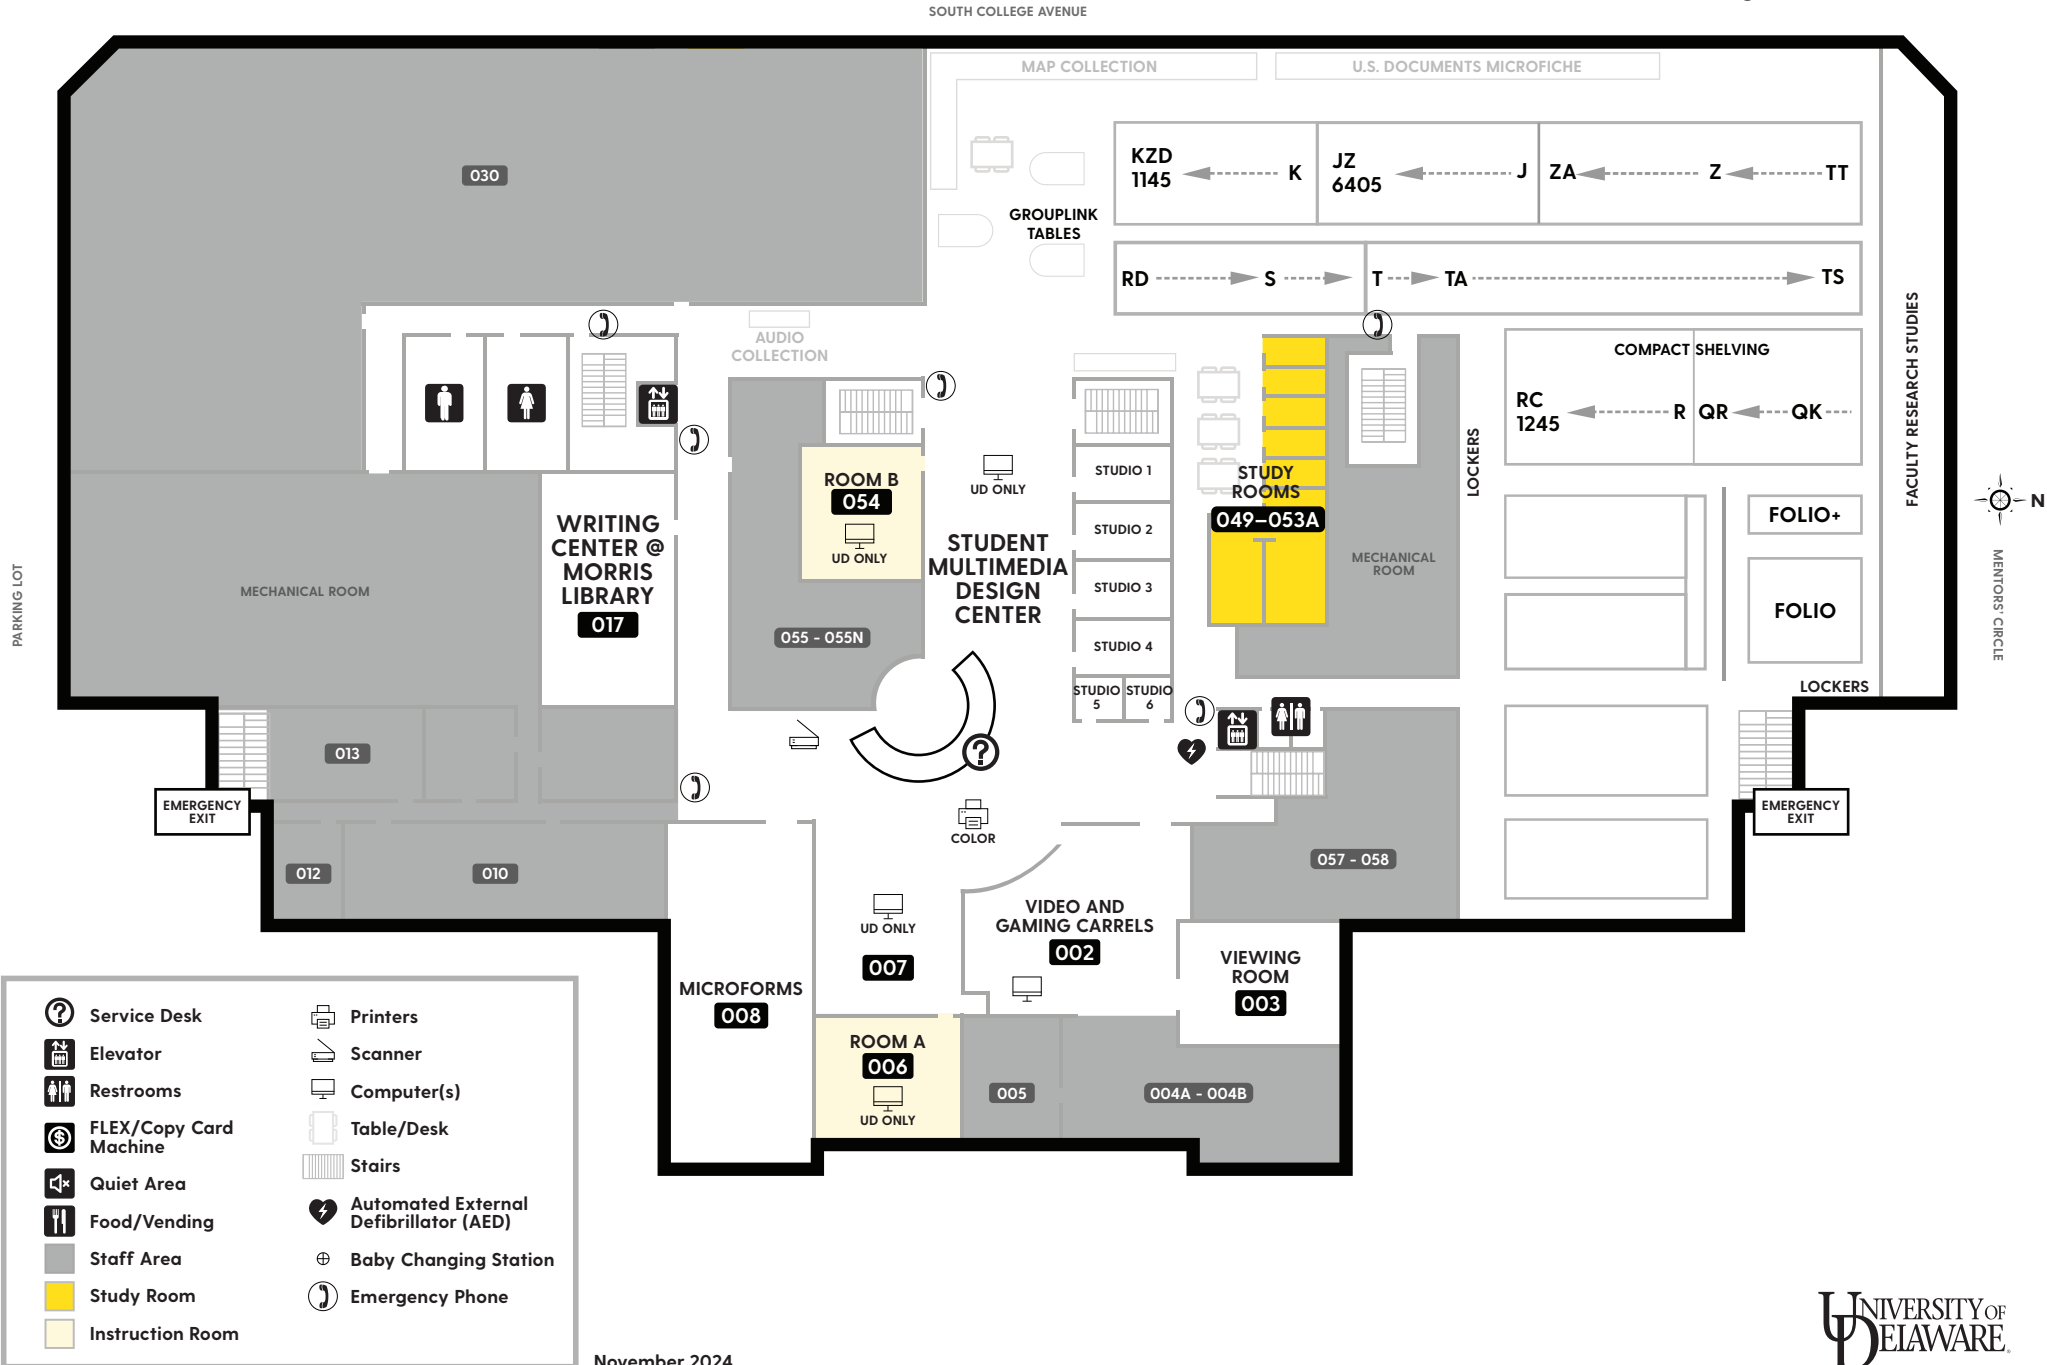 SOUTH COLLEGE AVENUE
MAP COLLECTION
U.S. DOCUMENTS MICROFICHE
KZD
1145
K
JZ
6405
J
ZA
Z
TT
030
GROUPLINK
TABLES
RD
S
T
TA
TS
AUDIO
COLLECTION
COMPACT SHELVING
RC
1245
R
QR
QK
FACULTY RESEARCH STUDIES
LOCKERS
ROOM B
054
UD ONLY
UD ONLY
STUDIO 1
STUDIO 2
STUDIO 3
STUDIO 4
STUDIO
5
STUDIO
6
STUDY
ROOMS
049–053A
MECHANICAL
ROOM
FOLIO+
FOLIO
LOCKERS
N
MENTORS' CIRCLE
PARKING LOT
MECHANICAL ROOM
WRITING
CENTER @
MORRIS
LIBRARY
017
STUDENT
MULTIMEDIA
DESIGN
CENTER
055 - 055N
013
EMERGENCY
EXIT
EMERGENCY
EXIT
COLOR
012
010
057 - 058
UD ONLY
007
VIDEO AND
GAMING CARRELS
002
VIEWING
ROOM
003
MICROFORMS
008
ROOM A
006
UD ONLY
005
004A - 004B
Service Desk
Elevator
Restrooms
FLEX/Copy Card
Machine
Quiet Area
Food/Vending
Staff Area
Study Room
Instruction Room
Printers
Scanner
Computer(s)
Table/Desk
Stairs
Automated External
Defibrillator (AED)
Baby Changing Station
Emergency Phone
November 2024
UNIVERSITY OF
DELAWARE